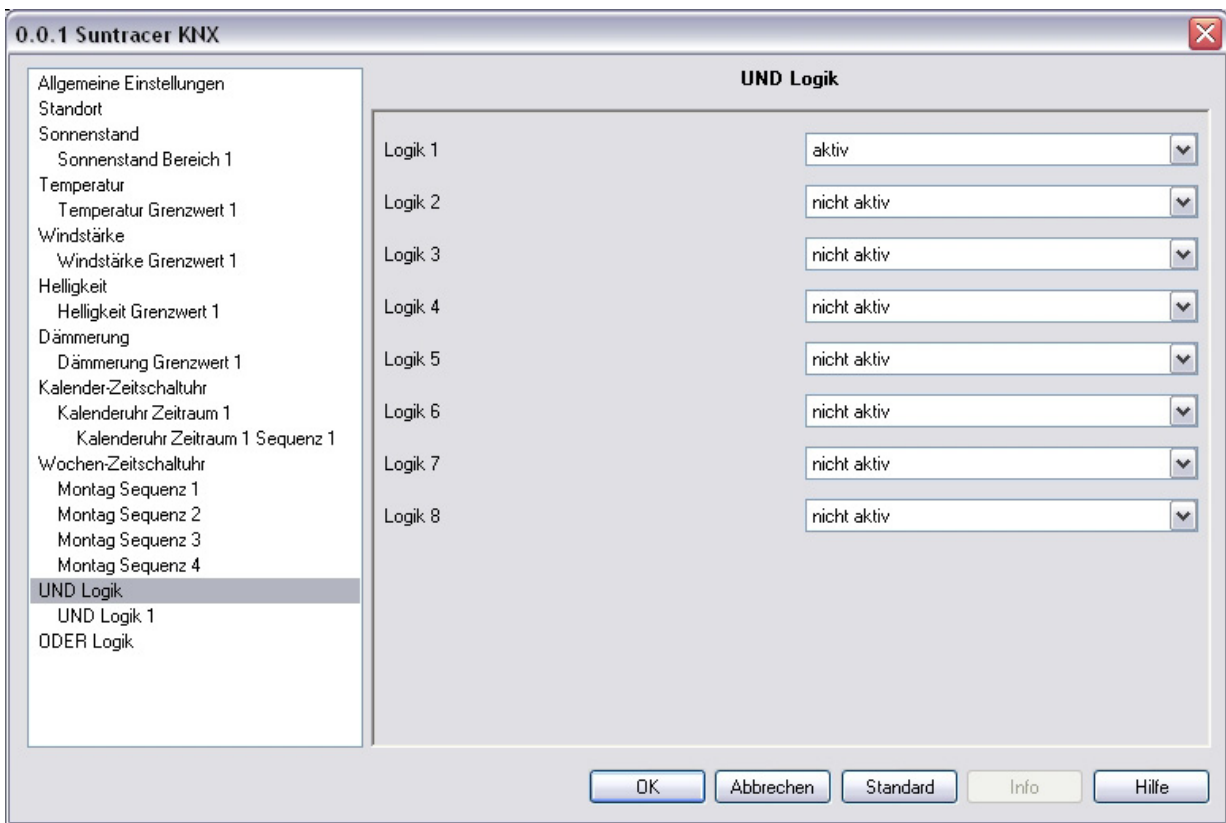 0.0.1 Suntracer KNX
Allgemeine Einstellungen
Standort
Sonnenstand
Sonnenstand Bereich 1
Temperatur
Temperatur Grenzwert 1
Windstärke
Windstärke Grenzwert 1
Helligkeit
Helligkeit Grenzwert 1
Dämmerung
Dämmerung Grenzwert 1
Kalender-Zeitschaltuhr
Kalenderuhr Zeitraum 1
Kalenderuhr Zeitraum 1 Sequenz 1
Wochen-Zeitschaltuhr
Montag Sequenz 1
Montag Sequenz 2
Montag Sequenz 3
Montag Sequenz 4
UND Logik
UND Logik 1
ODER Logik
UND Logik
Logik 1 aktiv
Logik 2 nicht aktiv
Logik 3 nicht aktiv
Logik 4 nicht aktiv
Logik 5 nicht aktiv
Logik 6 nicht aktiv
Logik 7 nicht aktiv
Logik 8 nicht aktiv
OK Abbrechen Standard Info Hilfe